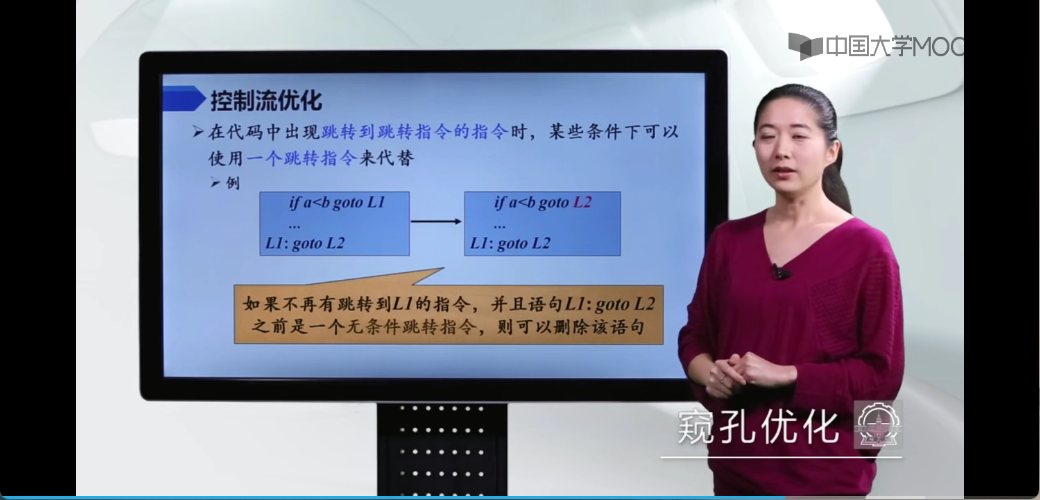 中国大学MOC
控制流优化
➢在代码中出现跳转到跳转指令的指令时，某些条件下可以
使用一个跳转指令来代替
➢例
if a<b goto L1
...
L1: goto L2
if a<b goto L2
...
L1: goto L2
如果不再有跳转到L1的指令，并且语句L1: goto L2
之前是一个无条件跳转指令，则可以删除该语句
窥孔优化